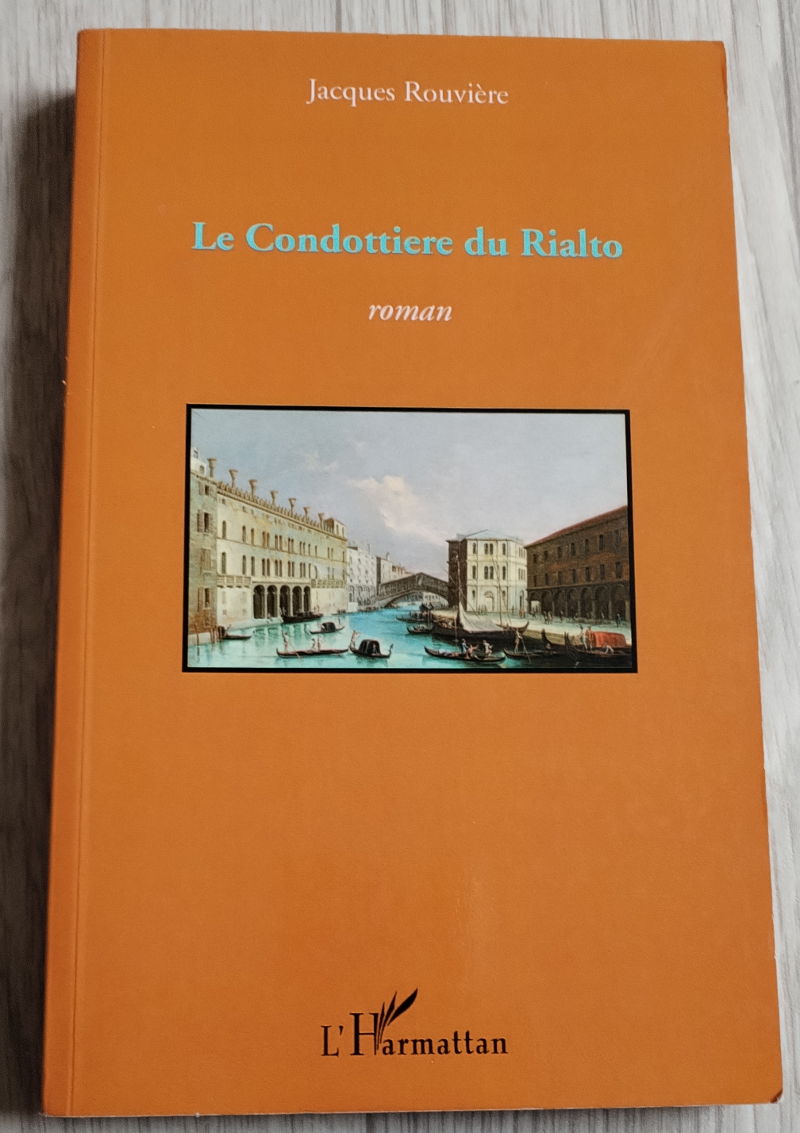 Jacques Rouvière
Le Condottiere du Rialto
roman
L'Harmattan